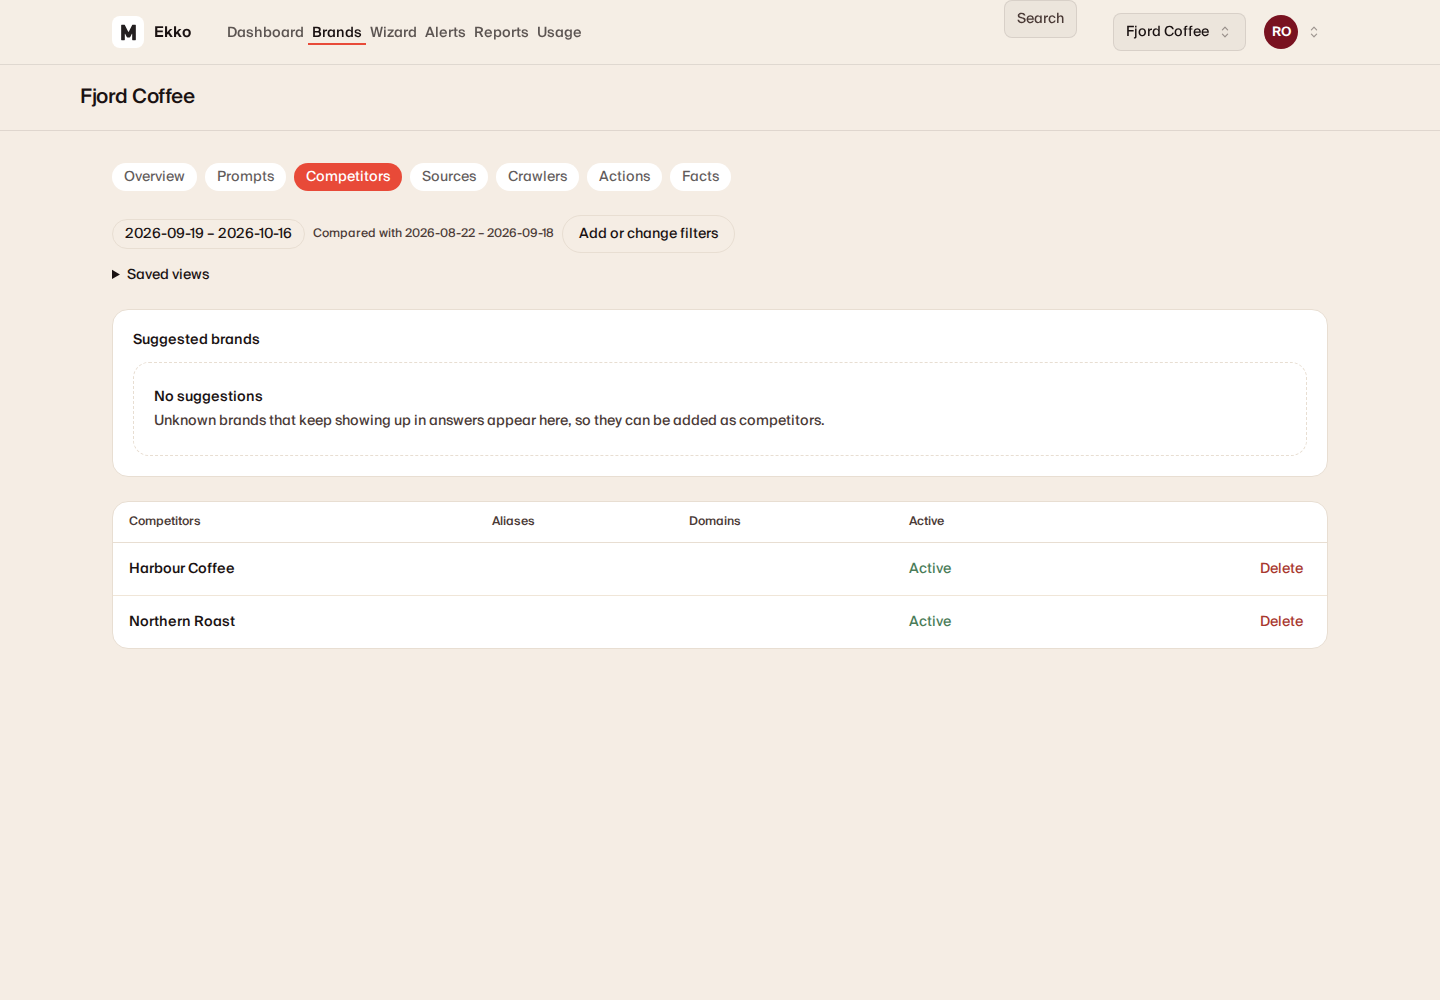 M Ekko Dashboard Brands Wizard Alerts Reports Usage Search Fjord Coffee RO
Fjord Coffee
Overview Prompts Competitors Sources Crawlers Actions Facts
2026-09-19 – 2026-10-16 Compared with 2026-08-22 – 2026-09-18 Add or change filters
Saved views
Suggested brands
No suggestions
Unknown brands that keep showing up in answers appear here, so they can be added as competitors.
Competitors Aliases Domains Active
Harbour Coffee Active Delete
Northern Roast Active Delete